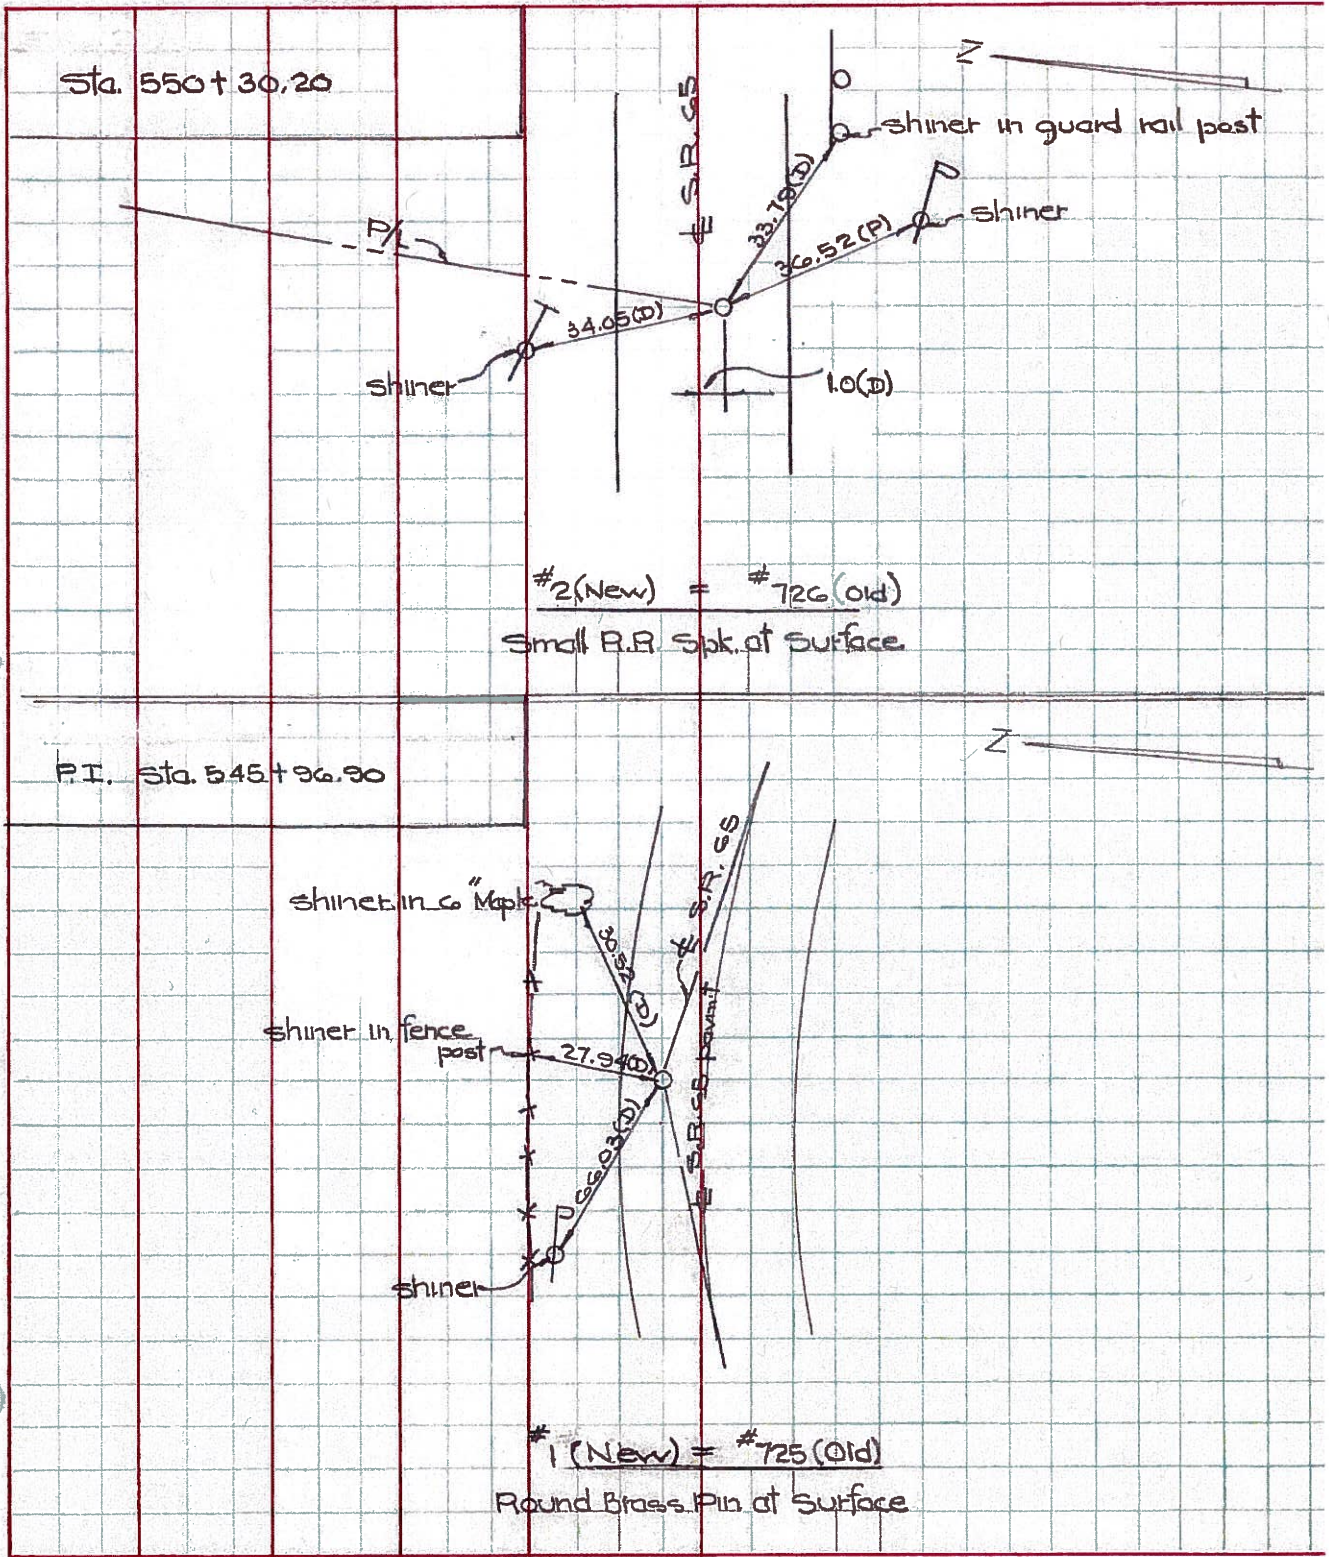 Sta. 550+30.20
N
℄ S.R. 65
shiner in guard rail post
33.78(D)
shiner
36.52(P)
P/L
34.05(D)
shiner
1.0(D)
#2(New) = #726(Old)
Small R.R. Spk. at Surface
P.I. Sta. 545+96.90
N
℄ S.R. 65
shiner in 6" Maple
30.52(D)
shiner in fence
post
27.94(D)
℄ S.R. 65 pavm't
66.03(D)
shiner
#1 (New) = #725(Old)
Round Brass Pin at Surface